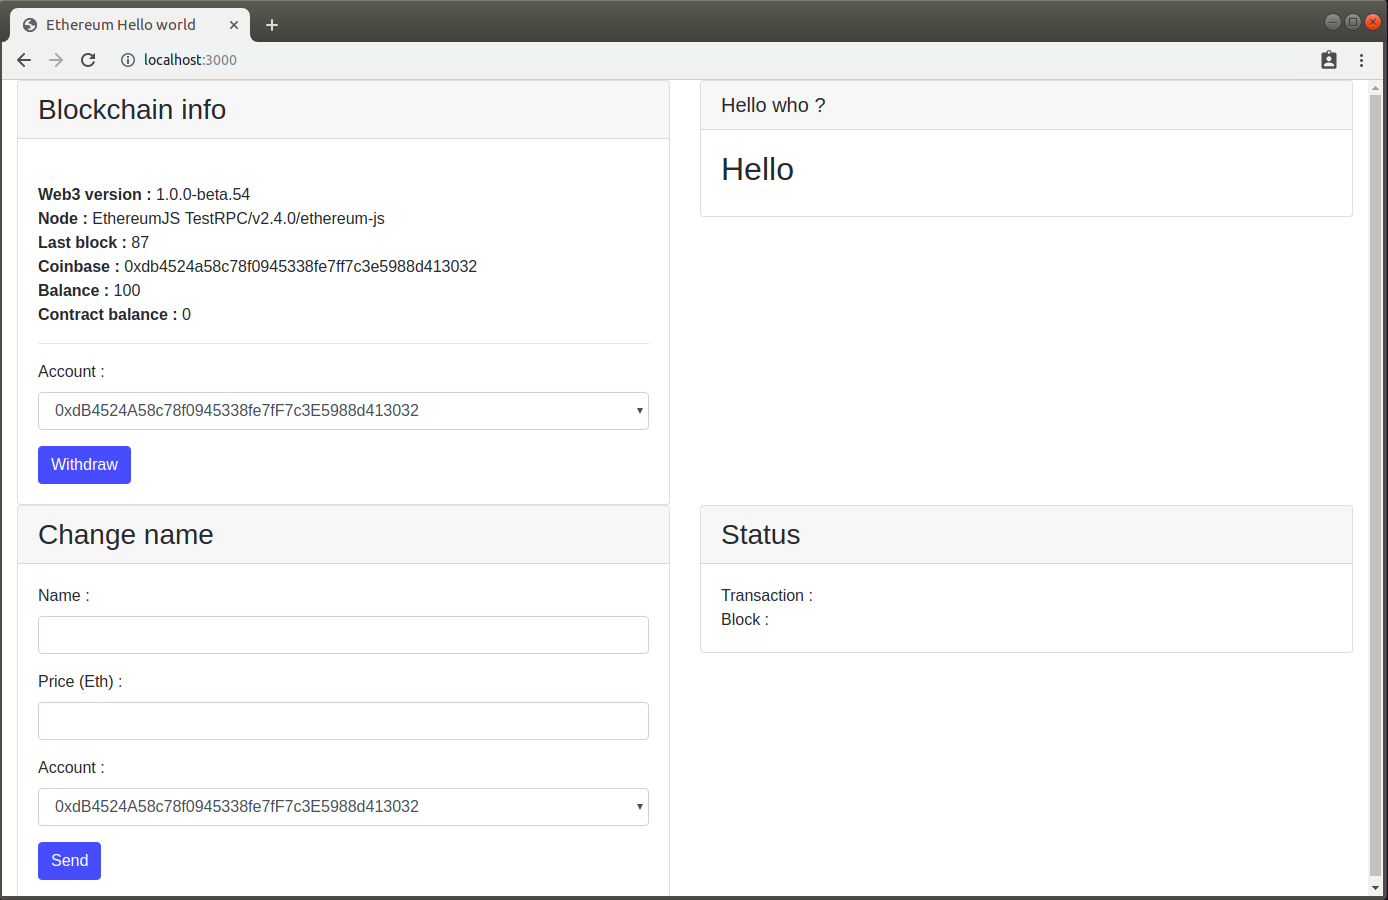 Ethereum Hello world
localhost:3000
Blockchain info
Web3 version : 1.0.0-beta.54
Node : EthereumJS TestRPC/v2.4.0/ethereum-js
Last block : 87
Coinbase : 0xdb4524a58c78f0945338fe7ff7c3e5988d413032
Balance : 100
Contract balance : 0
Account :
0xdB4524A58c78f0945338fe7fF7c3E5988d413032
Withdraw
Hello who ?
Hello
Change name
Name :
Price (Eth) :
Account :
0xdB4524A58c78f0945338fe7fF7c3E5988d413032
Send
Status
Transaction :
Block :